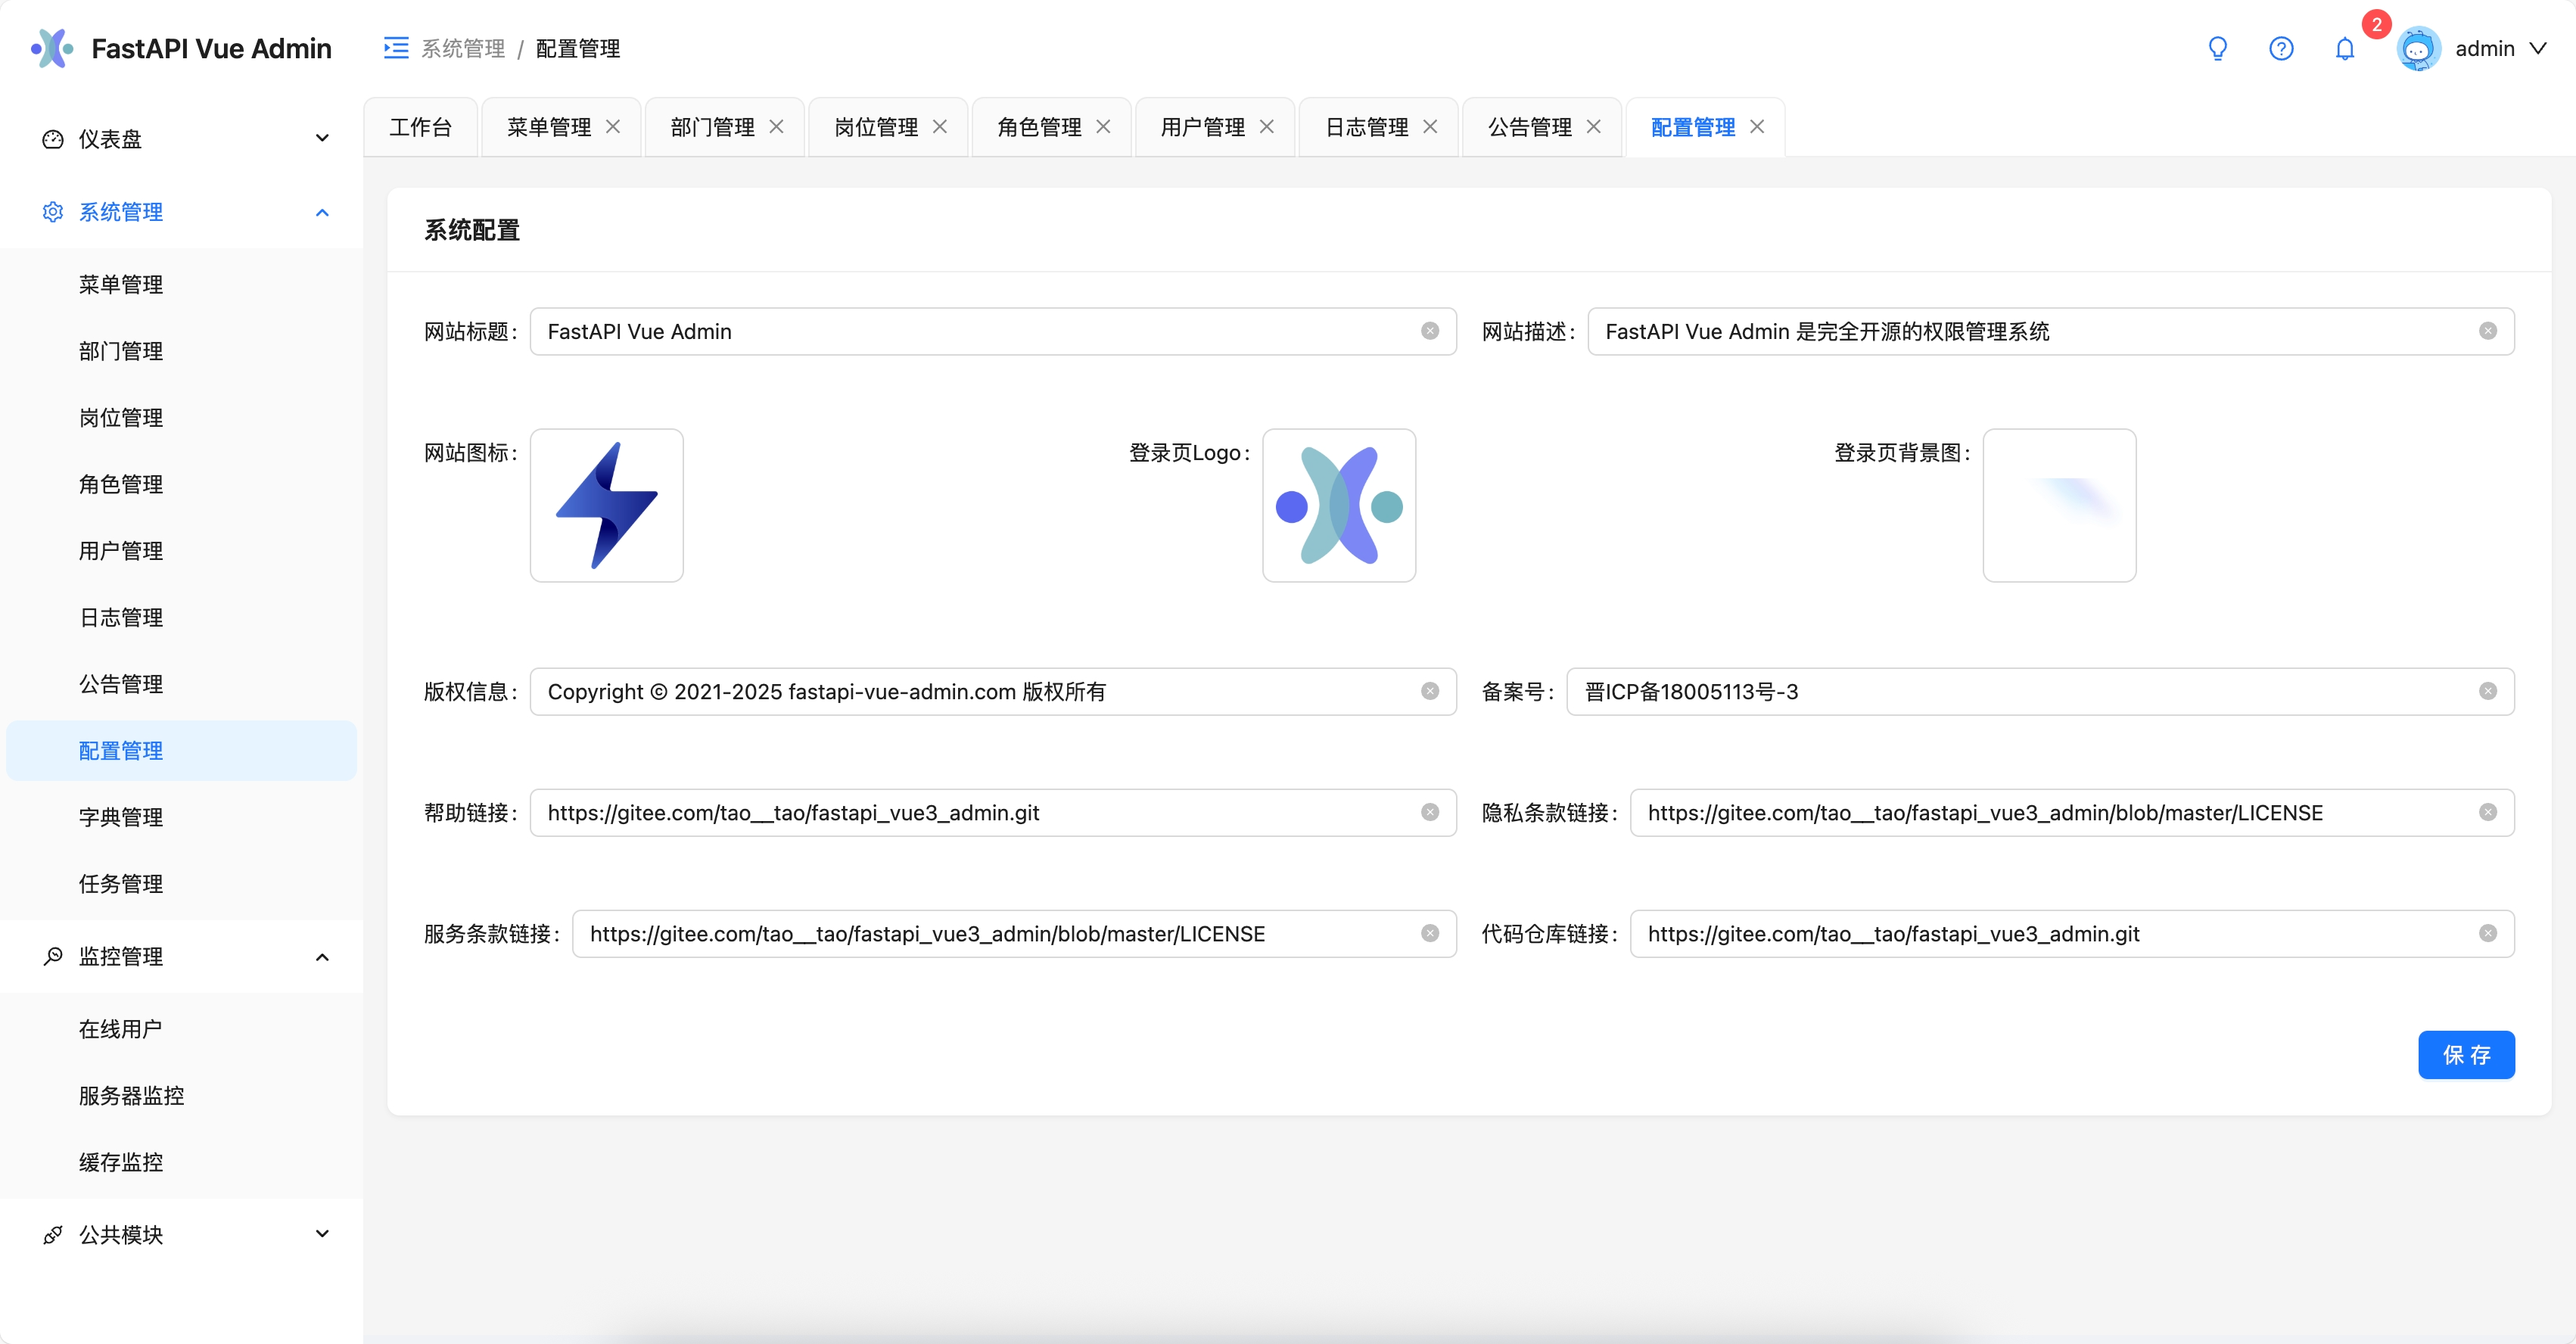 FastAPI Vue Admin
系统管理 / 配置管理
2
admin
仪表盘
系统管理
菜单管理
部门管理
岗位管理
角色管理
用户管理
日志管理
公告管理
配置管理
字典管理
任务管理
监控管理
在线用户
服务器监控
缓存监控
公共模块
工作台 菜单管理 部门管理 岗位管理 角色管理 用户管理 日志管理 公告管理 配置管理
系统配置
网站标题: FastAPI Vue Admin 网站描述: FastAPI Vue Admin 是完全开源的权限管理系统
网站图标: 登录页Logo: 登录页背景图:
版权信息: Copyright © 2021-2025 fastapi-vue-admin.com 版权所有 备案号: 晋ICP备18005113号-3
帮助链接: https://gitee.com/tao__tao/fastapi_vue3_admin.git 隐私条款链接: https://gitee.com/tao__tao/fastapi_vue3_admin/blob/master/LICENSE
服务条款链接: https://gitee.com/tao__tao/fastapi_vue3_admin/blob/master/LICENSE 代码仓库链接: https://gitee.com/tao__tao/fastapi_vue3_admin.git
保 存